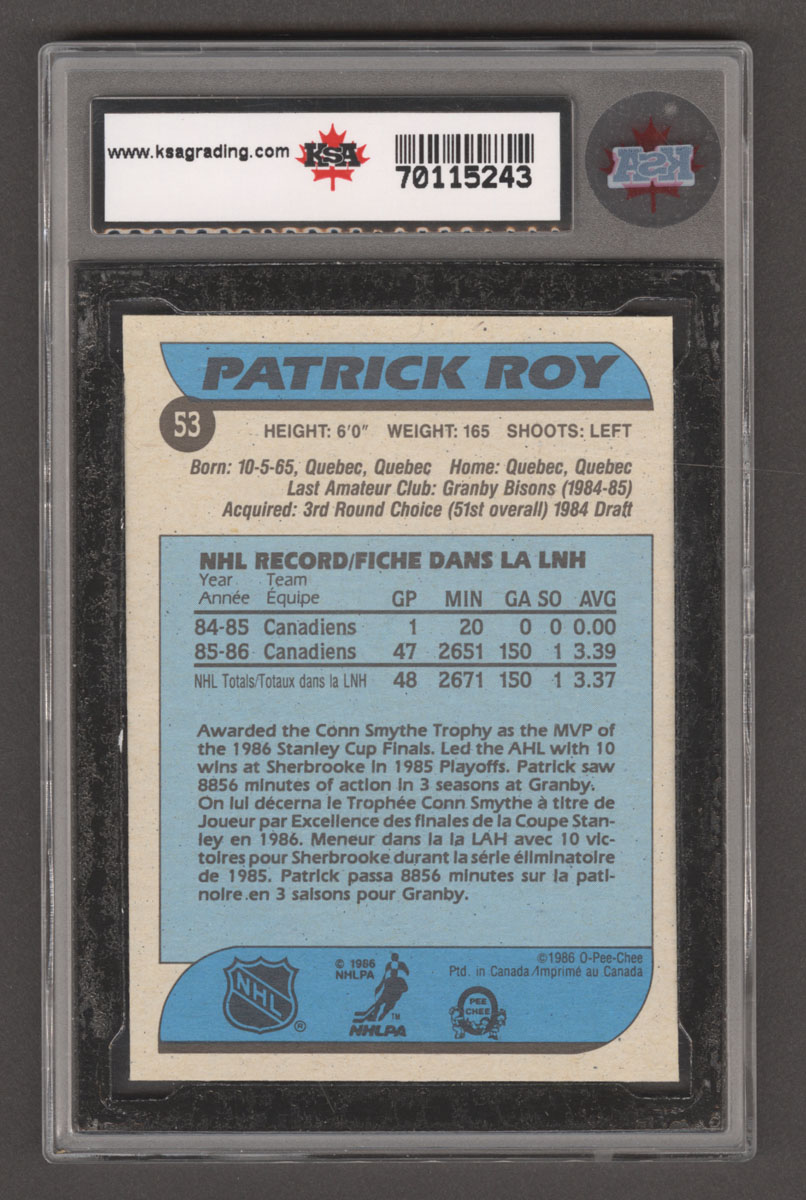 www.ksagrading.com KSA
70115243
KSA
PATRICK ROY
53
HEIGHT: 6'0" WEIGHT: 165 SHOOTS: LEFT
Born: 10-5-65, Quebec, Quebec Home: Quebec, Quebec
Last Amateur Club: Granby Bisons (1984-85)
Acquired: 3rd Round Choice (51st overall) 1984 Draft
NHL RECORD/FICHE DANS LA LNH
Year Team
Année Équipe GP MIN GA SO AVG
84-85 Canadiens 1 20 0 0 0.00
85-86 Canadiens 47 2651 150 1 3.39
NHL Totals/Totaux dans la LNH 48 2671 150 1 3.37
Awarded the Conn Smythe Trophy as the MVP of
the 1986 Stanley Cup Finals. Led the AHL with 10
wins at Sherbrooke in 1985 Playoffs. Patrick saw
8856 minutes of action in 3 seasons at Granby.
On lui décerna le Trophée Conn Smythe à titre de
Joueur par Excellence des finales de la Coupe Stan-
ley en 1986. Meneur dans la la LAH avec 10 vic-
toires pour Sherbrooke durant la série éliminatoire
de 1985. Patrick passa 8856 minutes sur la pati-
noire en 3 saisons pour Granby.
NHL ®
© 1986
NHLPA
NHLPA ™
©1986 O-Pee-Chee
Ptd. in Canada/Imprimé au Canada
PEE
CHEE